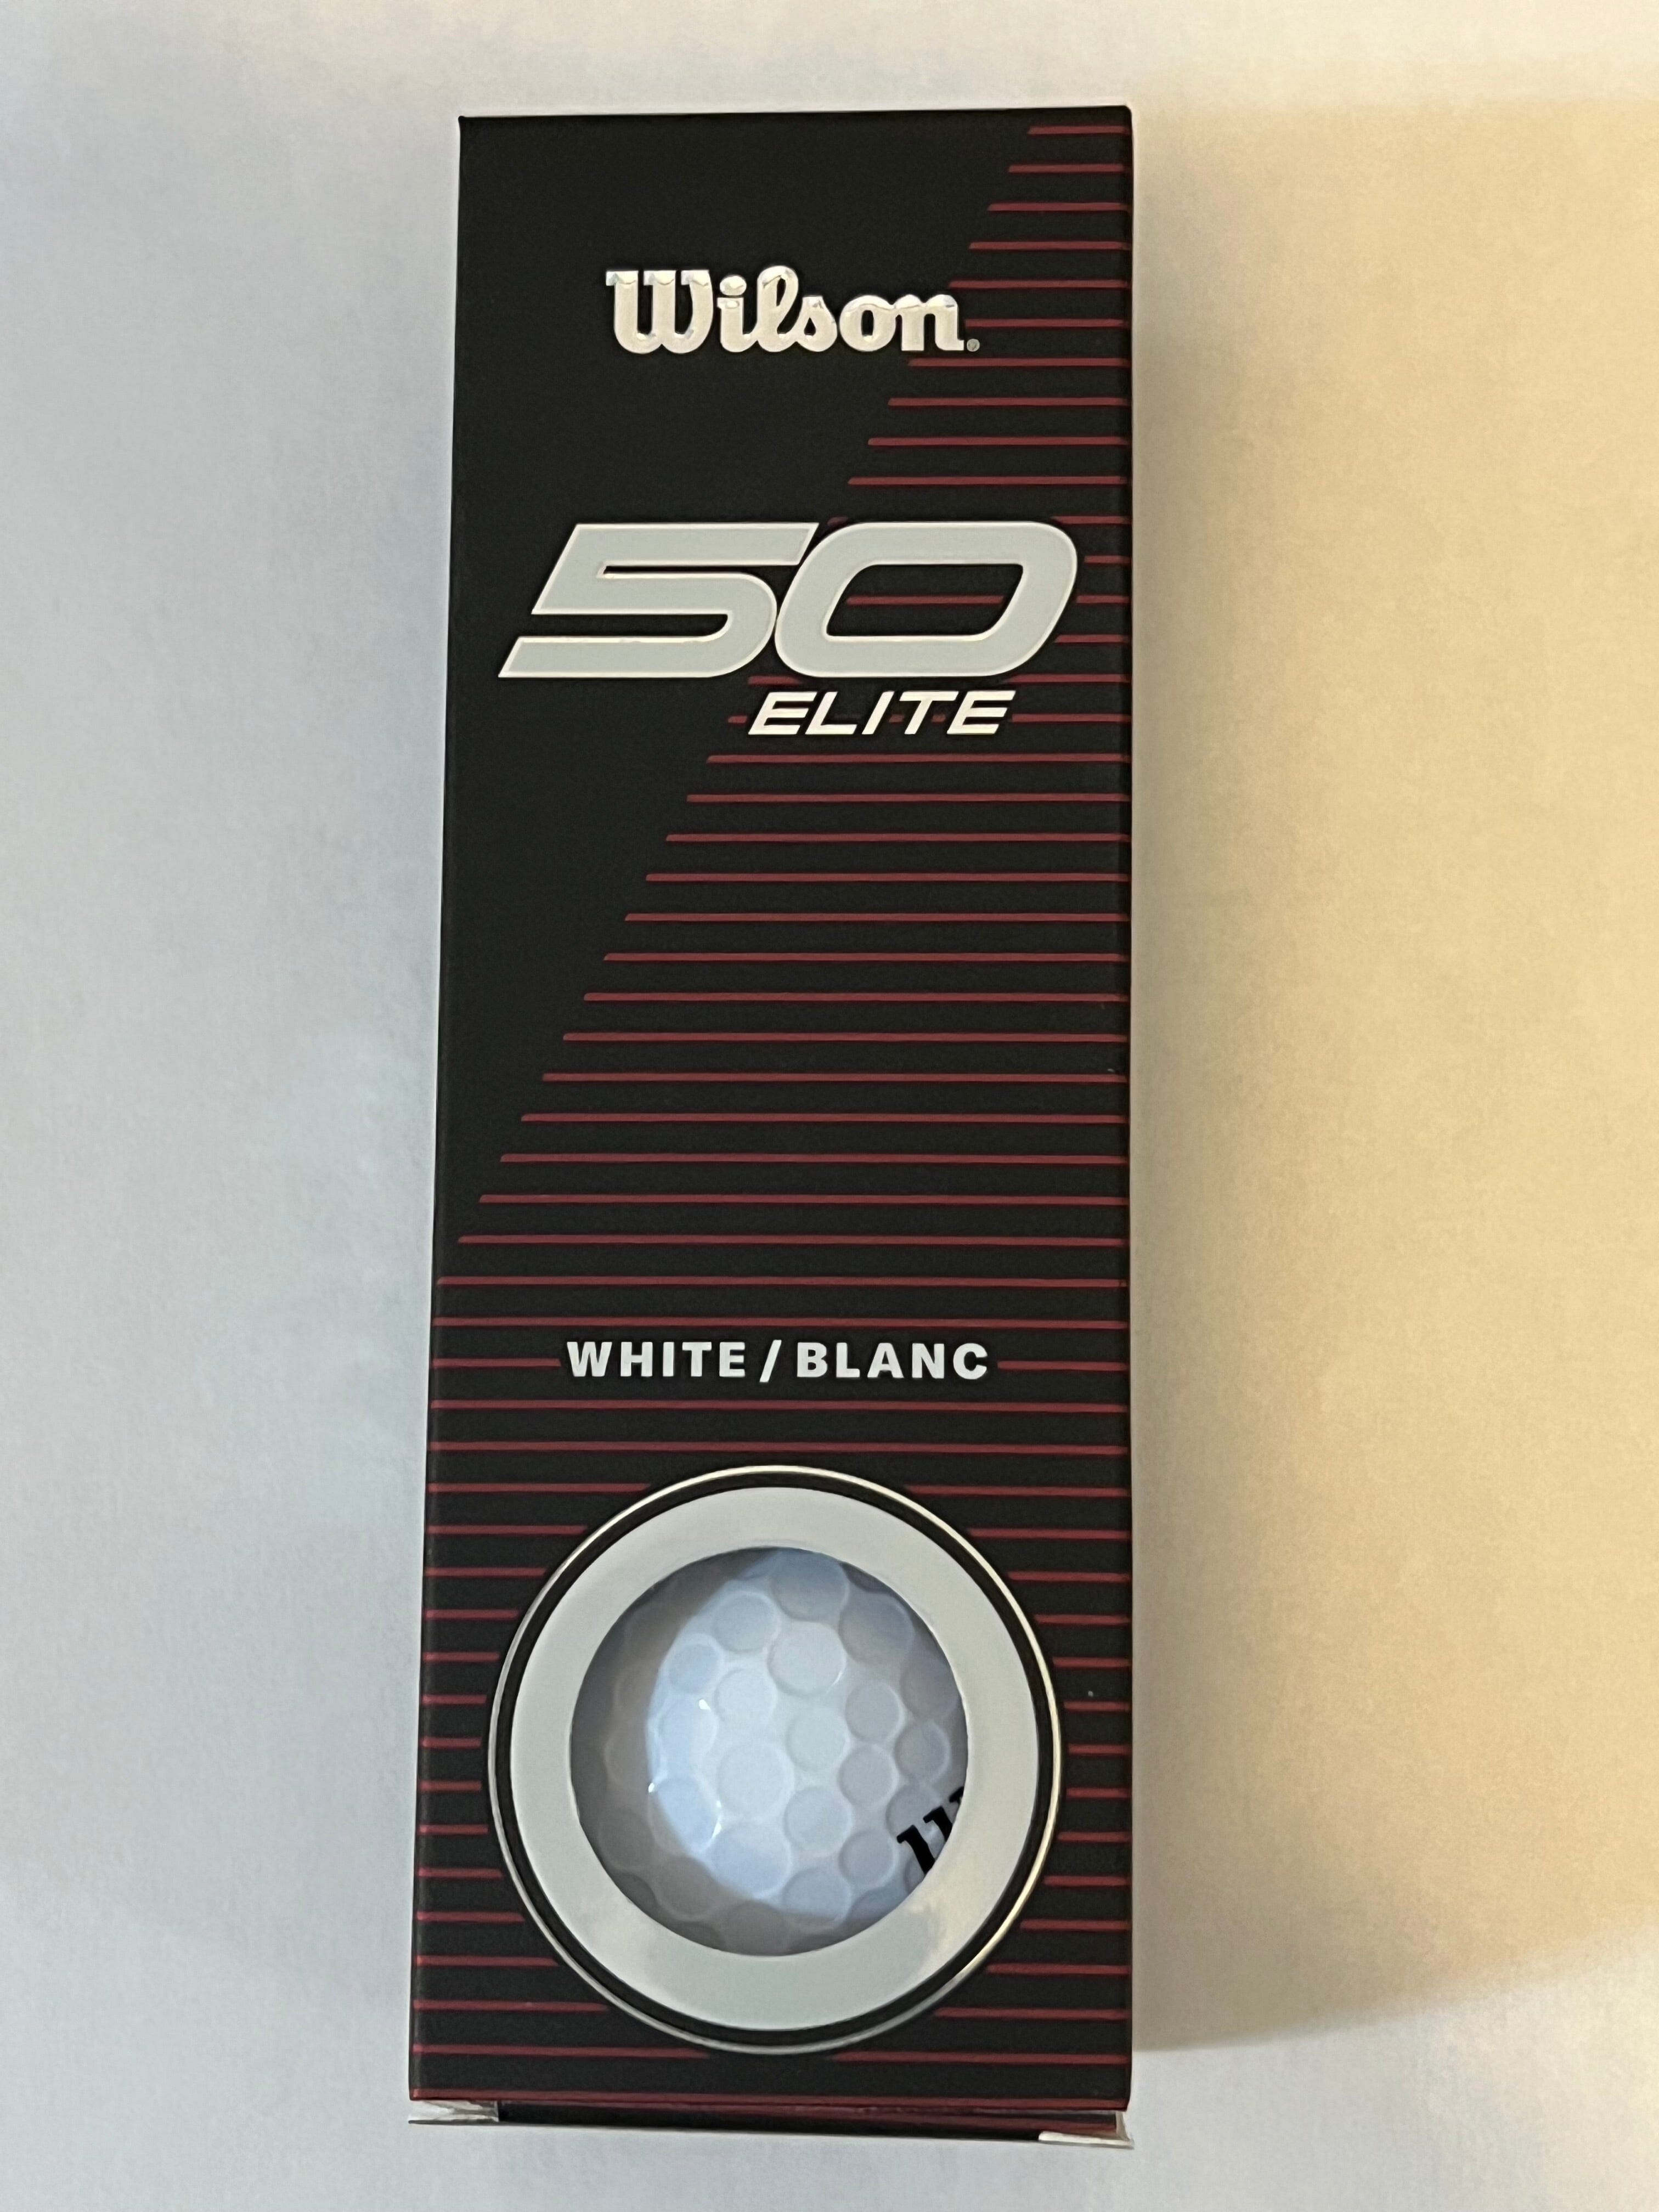 Wilson
50
ELITE
WHITE / BLANC